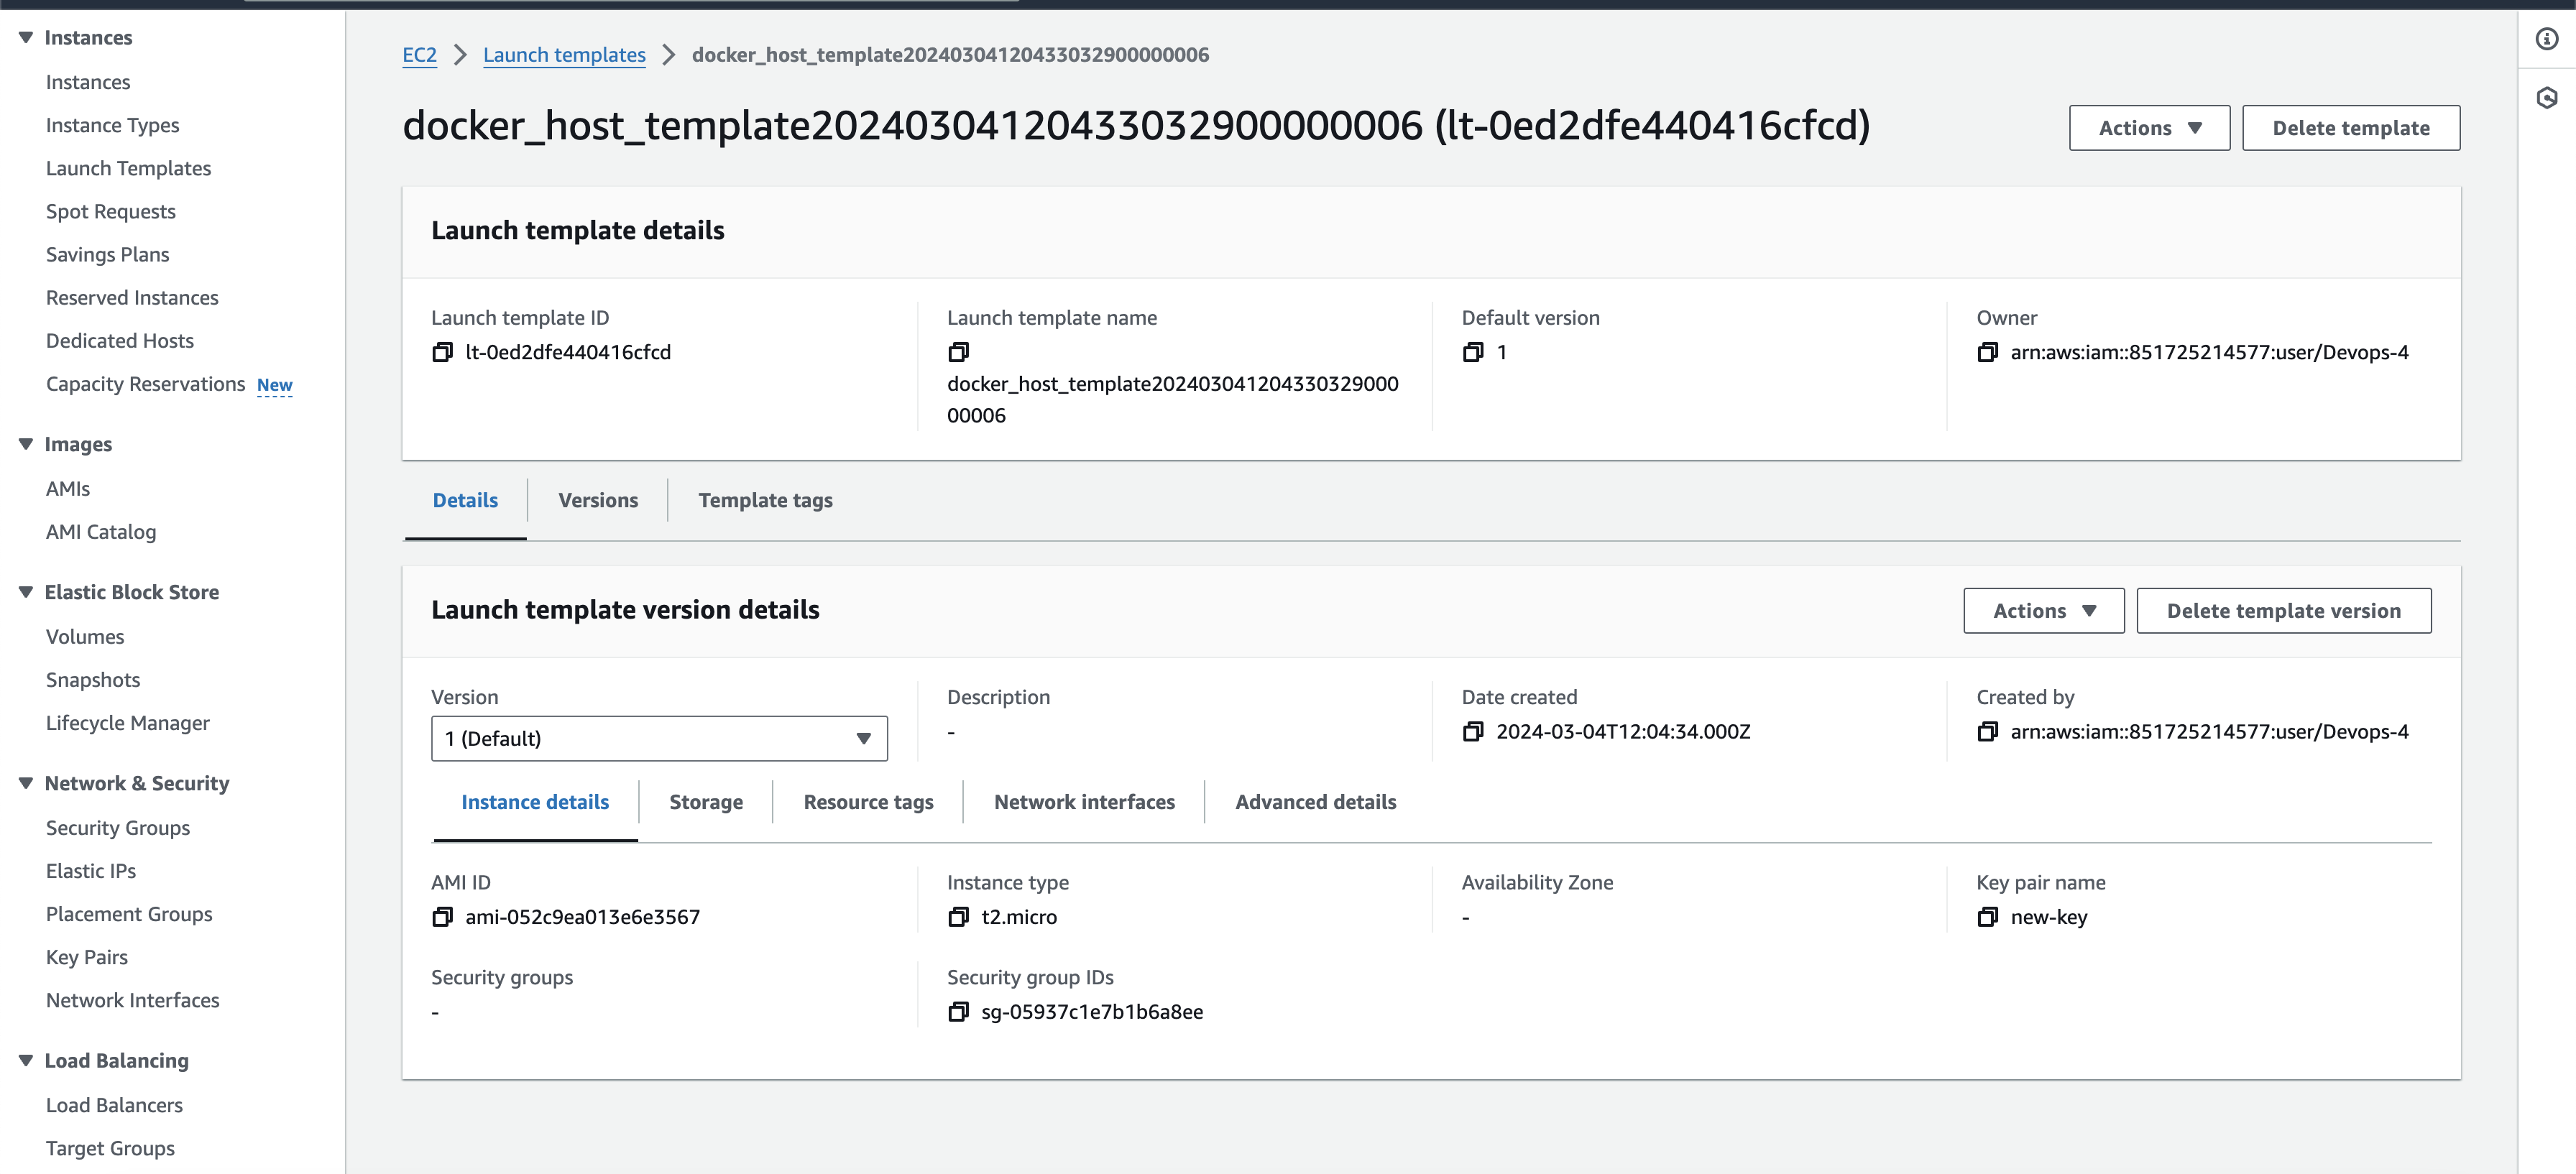 Instances
Instances
Instance Types
Launch Templates
Spot Requests
Savings Plans
Reserved Instances
Dedicated Hosts
Capacity Reservations New
Images
AMIs
AMI Catalog
Elastic Block Store
Volumes
Snapshots
Lifecycle Manager
Network & Security
Security Groups
Elastic IPs
Placement Groups
Key Pairs
Network Interfaces
Load Balancing
Load Balancers
Target Groups
EC2 > Launch templates > docker_host_template20240304120433032900000006
docker_host_template20240304120433032900000006 (lt-0ed2dfe440416cfcd)
Actions
Delete template
Launch template details
Launch template ID
lt-0ed2dfe440416cfcd
Launch template name
docker_host_template202403041204330329000
00006
Default version
1
Owner
arn:aws:iam::851725214577:user/Devops-4
Details
Versions
Template tags
Launch template version details
Actions
Delete template version
Version
1 (Default)
Description
-
Date created
2024-03-04T12:04:34.000Z
Created by
arn:aws:iam::851725214577:user/Devops-4
Instance details
Storage
Resource tags
Network interfaces
Advanced details
AMI ID
ami-052c9ea013e6e3567
Instance type
t2.micro
Availability Zone
-
Key pair name
new-key
Security groups
-
Security group IDs
sg-05937c1e7b1b6a8ee